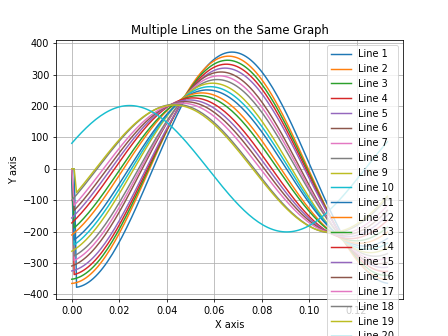 Multiple Lines on the Same Graph
400
300
200
100
0
−100
−200
−300
−400
Y axis
0.00
0.02
0.04
0.06
0.08
0.10
X axis
Line 1
Line 2
Line 3
Line 4
Line 5
Line 6
Line 7
Line 8
Line 9
Line 10
Line 11
Line 12
Line 13
Line 14
Line 15
Line 16
Line 17
Line 18
Line 19
Line 20